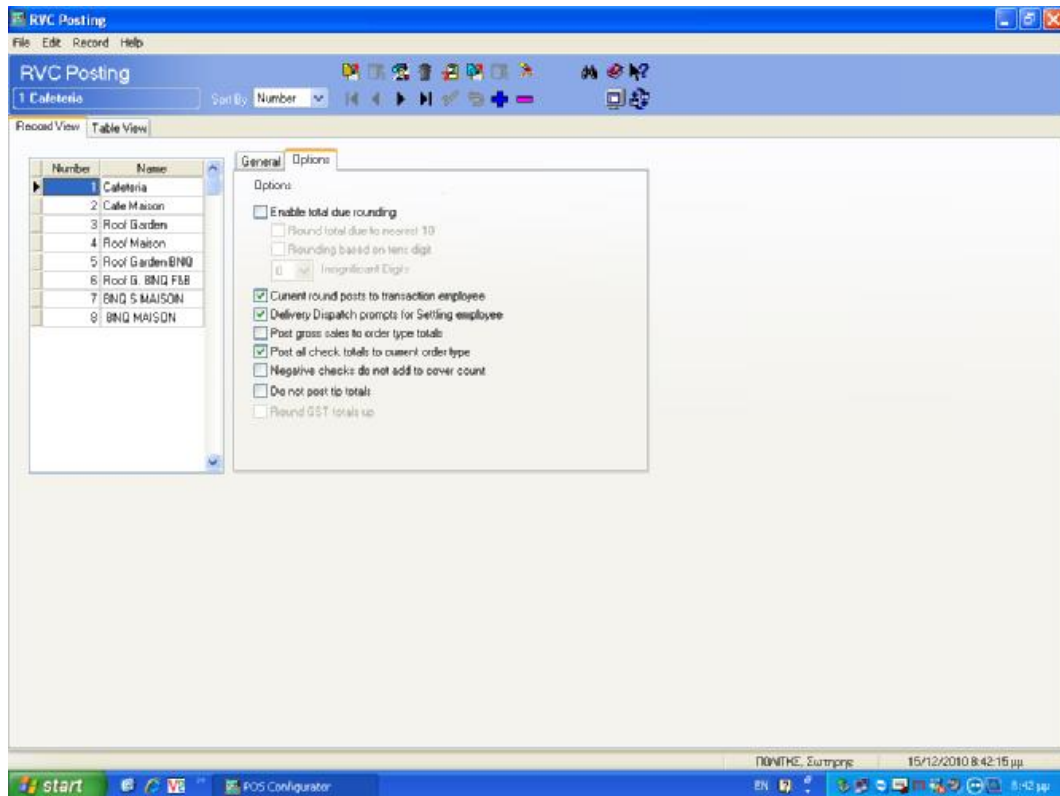 RVC Posting
File Edit Record Help
RVC Posting
1 Cafeteria
Sort By Number
Record View Table View
Number Name
1 Cafeteria
2 Cafe Maison
3 Roof Garden
4 Roof Maison
5 Roof Garden BNQ
6 Roof G. BNQ F&B
7 BNQ S MAISON
8 BNQ MAISON
General Options
Options
Enable total due rounding
Round total due to nearest 10
Rounding based on tens digit
0 Insignificant Digits
Current round posts to transaction employee
Delivery Dispatch prompts for Settling employee
Post gross sales to order type totals
Post all check totals to current order type
Negative checks do not add to cover count
Do not post tip totals
Round GST totals up
15/12/2010 8:42:15 μμ
start
POS Configurator
EN
8:42 μμ